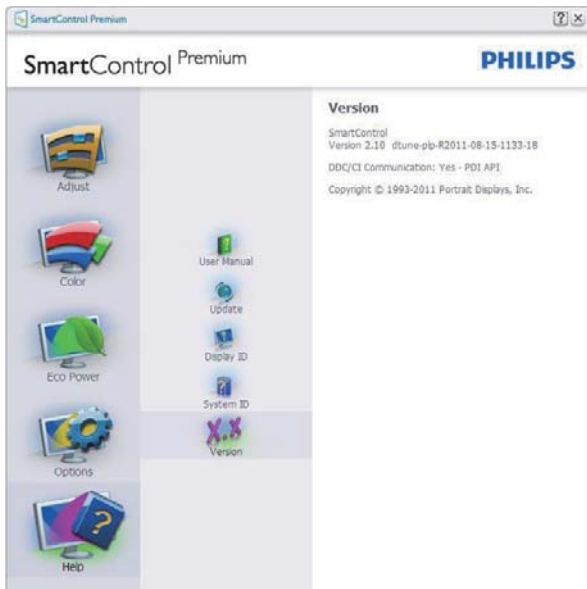 SmartControl Premium
? ×
SmartControl Premium
PHILIPS
Adjust
Color
Eco Power
Options
?
Help
?
User Manual
Update
?
Display ID
?
System ID
X.x
Version
Version
SmartControl
Version 2.10 dtune-plp-R2011-08-15-1133-18
DDC/CI Communication: Yes - PDI API
Copyright © 1993-2011 Portrait Displays, Inc.